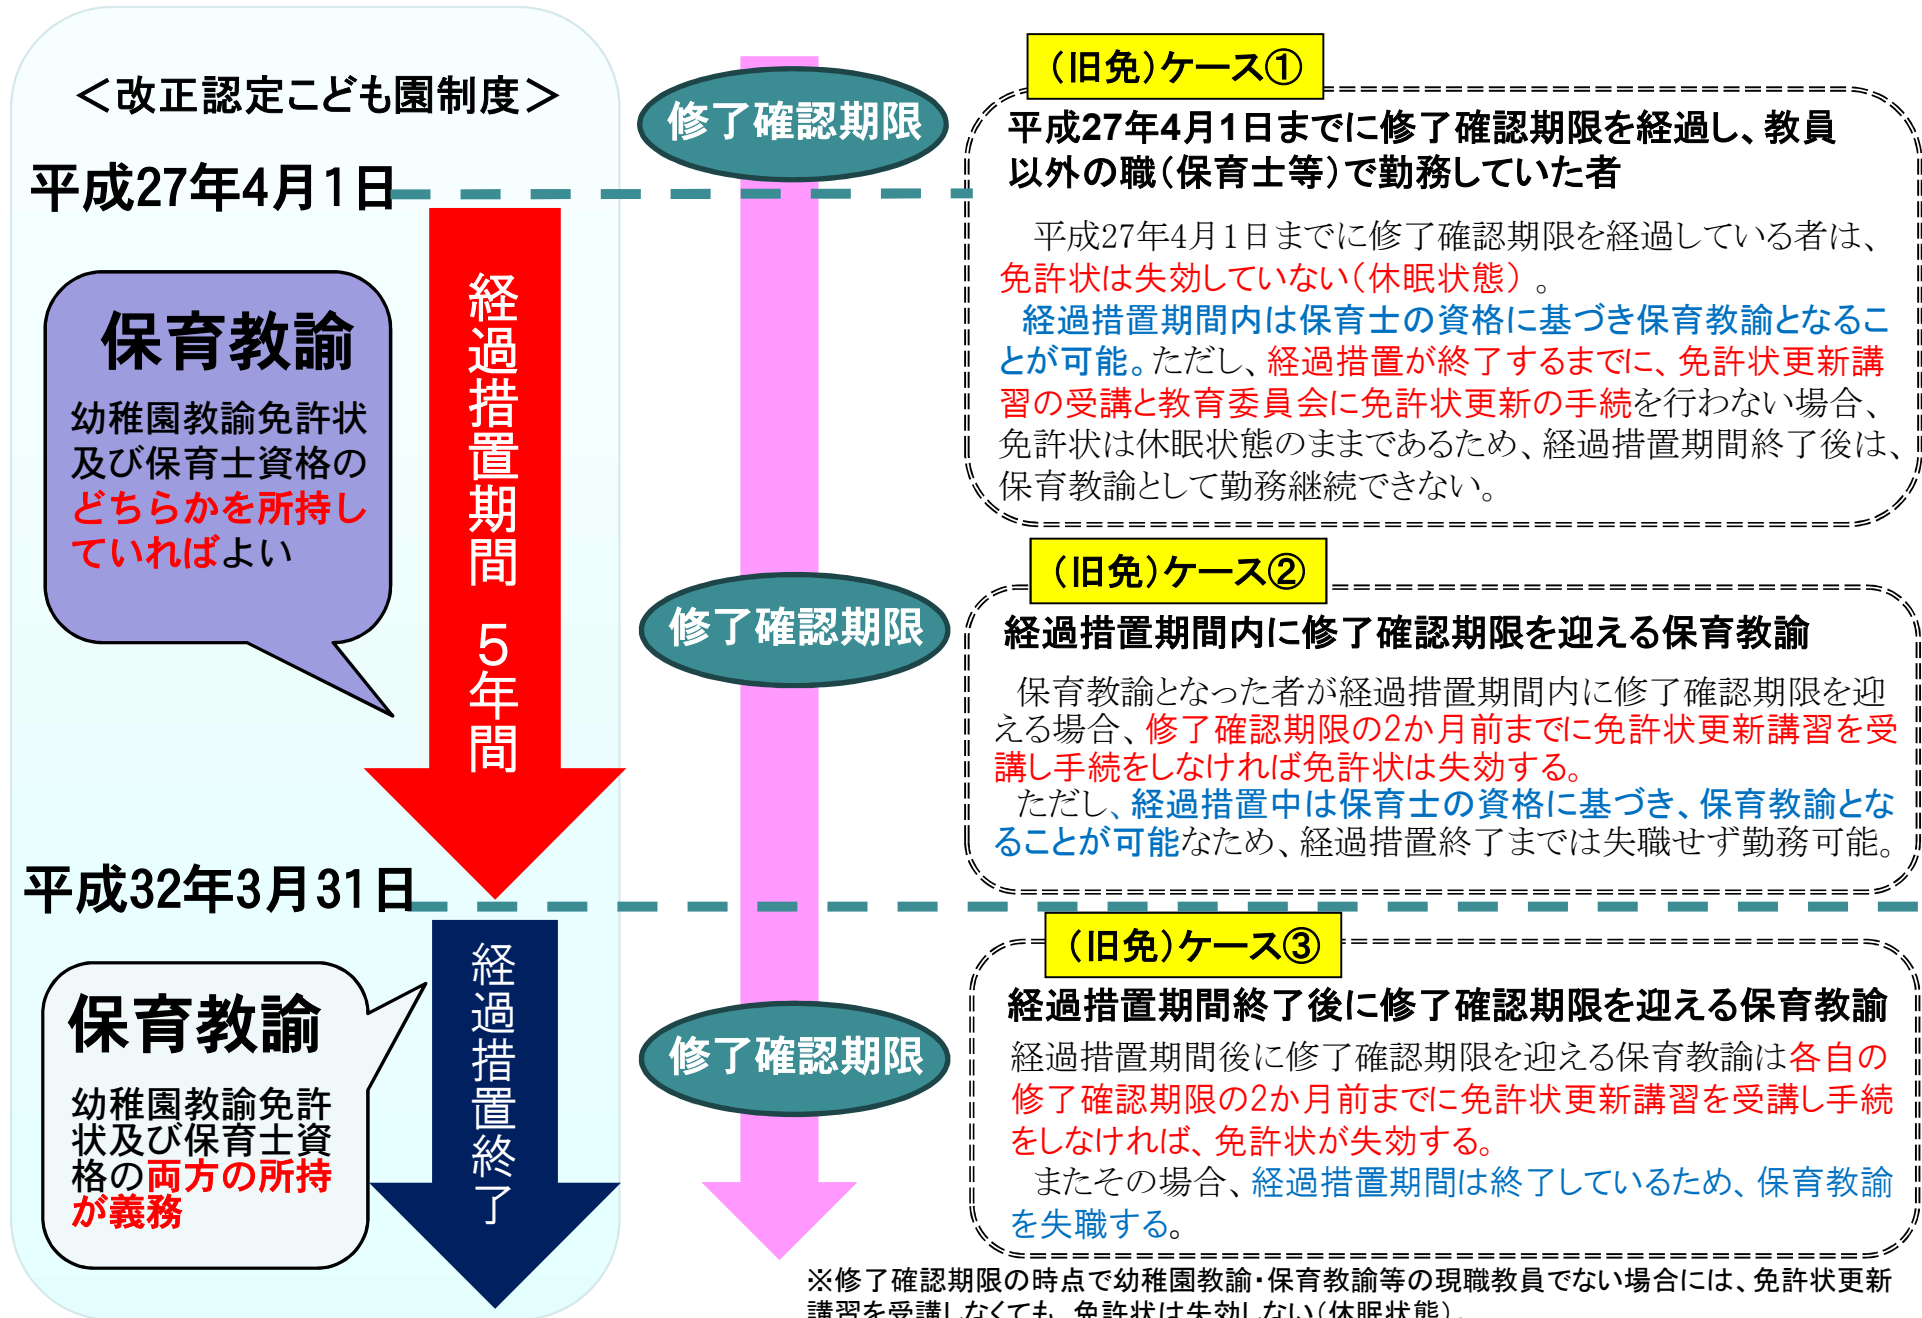 ＜改正認定こども園制度＞
平成27年4月1日
経過措置期間 5年間
保育教諭
幼稚園教諭免許状
及び保育士資格の
どちらかを所持し
ていればよい
平成32年3月31日
経過措置終了
保育教諭
幼稚園教諭免許
状及び保育士資
格の両方の所持
が義務
修了確認期限
修了確認期限
修了確認期限
（旧免）ケース①
平成27年4月1日までに修了確認期限を経過し、教員
以外の職（保育士等）で勤務していた者
平成27年4月1日までに修了確認期限を経過している者は、
免許状は失効していない（休眠状態）。
経過措置期間内は保育士の資格に基づき保育教諭となるこ
とが可能。ただし、経過措置が終了するまでに、免許状更新講
習の受講と教育委員会に免許状更新の手続を行わない場合、
免許状は休眠状態のままであるため、経過措置期間終了後は、
保育教諭として勤務継続できない。
（旧免）ケース②
経過措置期間内に修了確認期限を迎える保育教諭
保育教諭となった者が経過措置期間内に修了確認期限を迎
える場合、修了確認期限の2か月前までに免許状更新講習を受
講し手続をしなければ免許状は失効する。
ただし、経過措置中は保育士の資格に基づき、保育教諭とな
ることが可能なため、経過措置終了までは失職せず勤務可能。
（旧免）ケース③
経過措置期間終了後に修了確認期限を迎える保育教諭
経過措置期間後に修了確認期限を迎える保育教諭は各自の
修了確認期限の2か月前までに免許状更新講習を受講し手続
をしなければ、免許状が失効する。
またその場合、経過措置期間は終了しているため、保育教諭
を失職する。
※修了確認期限の時点で幼稚園教諭・保育教諭等の現職教員でない場合には、免許状更新
講習を受講しなくても、免許状は失効しない（休眠状態）。